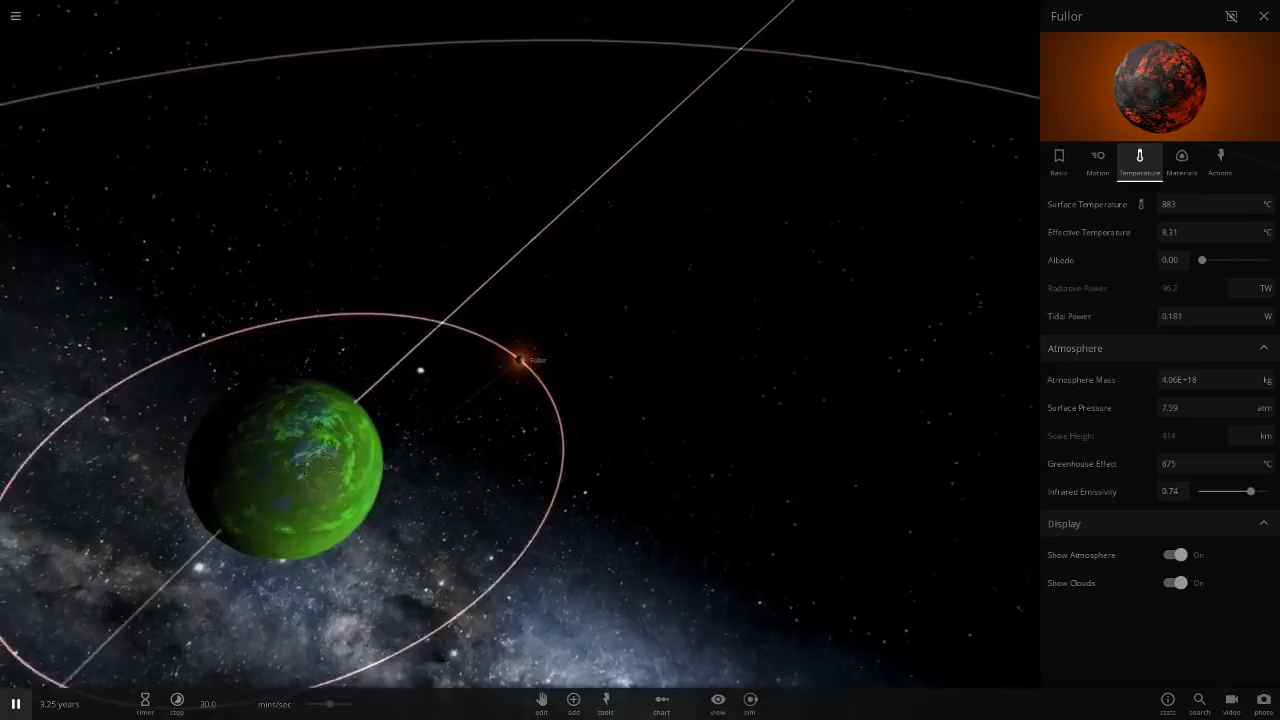 Fullor
Basic Motion Temperature Materials Actions
Surface Temperature 883 °C
Effective Temperature 8.31 °C
Albedo 0.00
Radiative Power 96.2 TW
Tidal Power 0.181 W
Atmosphere
Atmosphere Mass 4.06E+18 kg
Surface Pressure 7.59 atm
Scale Height 414 km
Greenhouse Effect 875 °C
Infrared Emissivity 0.74
Display
Show Atmosphere On
Show Clouds On
Fullor
3.25 years timer step 30.0 mins/sec edit add tools chart view sim stats search video photo